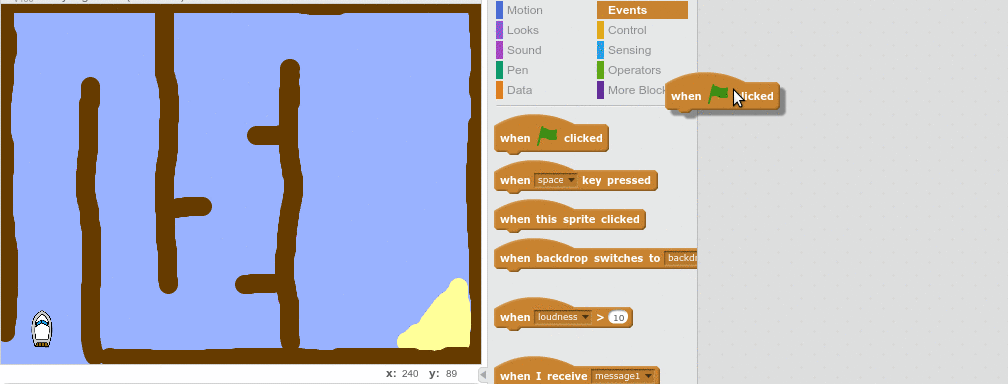 Motion
Events
Looks
Control
Sound
Sensing
Pen
Operators
Data
More Block
when clicked
when clicked
when space key pressed
when this sprite clicked
when backdrop switches to
when loudness > 10
when I receive message1
x: 240 y: 89